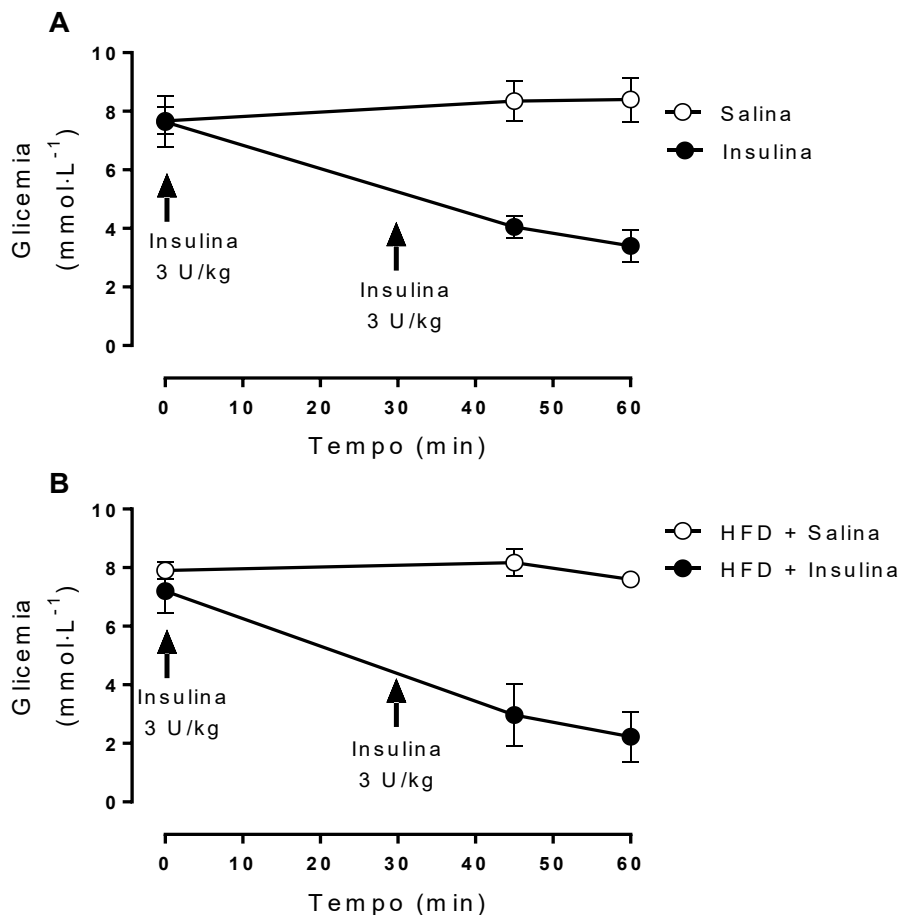 A
10
8
6
4
2
0
Glicemia
(mmol·L⁻¹)
Salina
Insulina
Insulina
3 U/kg
Insulina
3 U/kg
0 10 20 30 40 50 60
Tempo (min)
B
10
8
6
4
2
0
Glicemia
(mmol·L⁻¹)
HFD + Salina
HFD + Insulina
Insulina
3 U/kg
Insulina
3 U/kg
0 10 20 30 40 50 60
Tempo (min)